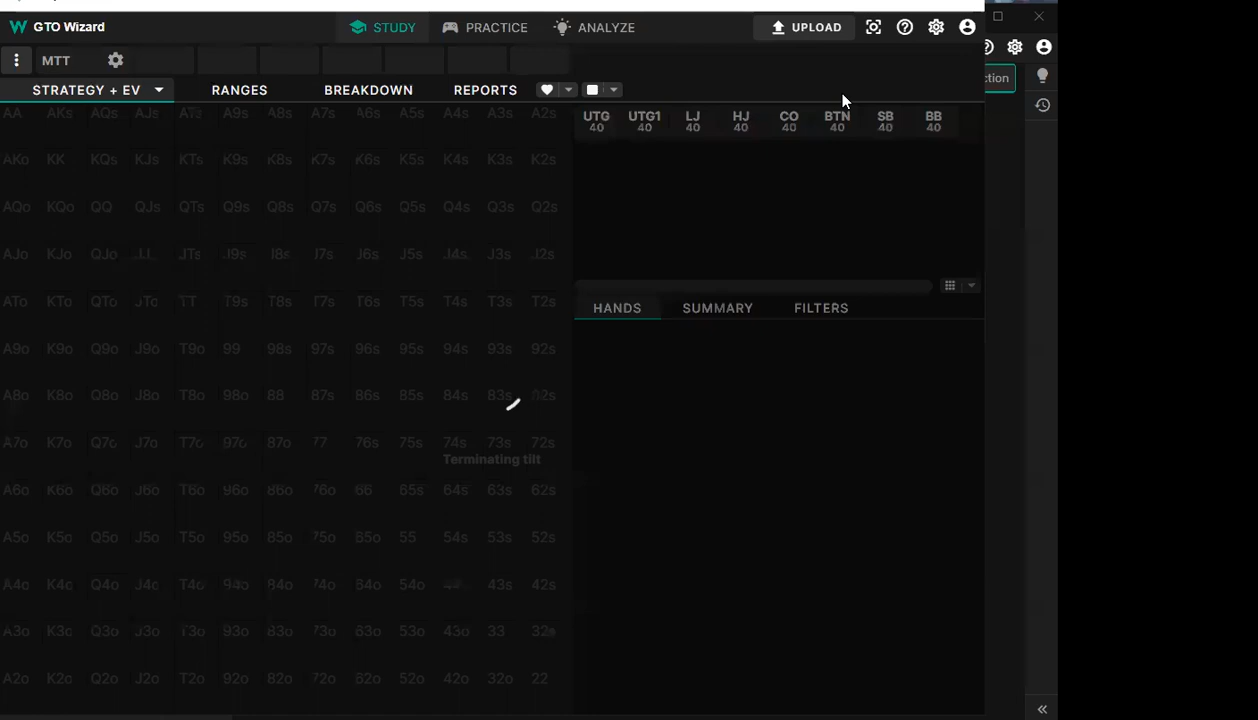 GTO Wizard STUDY PRACTICE ANALYZE UPLOAD
MTT
ction
STRATEGY + EV RANGES BREAKDOWN REPORTS
AA AKs AQs AJs ATs A9s A8s A7s A6s A5s A4s A3s A2s
UTG UTG1 LJ HJ CO BTN SB BB
40 40 40 40 40 40 40 40
AKo KK KQs KJs KTs K9s K8s K7s K6s K5s K4s K3s K2s
AQo KQo QQ QJs QTs Q9s Q8s Q7s Q6s Q5s Q4s Q3s Q2s
AJo KJo QJo JJ JTs J9s J8s J7s J6s J5s J4s J3s J2s
ATo KTo QTo JTo TT T9s T8s T7s T6s T5s T4s T3s T2s
HANDS SUMMARY FILTERS
A9o K9o Q9o J9o T9o 99 98s 97s 96s 95s 94s 93s 92s
A8o K8o Q8o J8o T8o 98o 88 87s 86s 85s 84s 83s 82s
A7o K7o Q7o J7o T7o 97o 87o 77 76s 75s 74s 73s 72s
Terminating tilt
A6o K6o Q6o J6o T6o 96o 86o 76o 66 65s 64s 63s 62s
A5o K5o Q5o J5o T5o 95o 85o 75o 65o 55 54s 53s 52s
A4o K4o Q4o J4o T4o 94o 84o 74o 64o 54o 44 43s 42s
A3o K3o Q3o J3o T3o 93o 83o 73o 63o 53o 43o 33 32s
A2o K2o Q2o J2o T2o 92o 82o 72o 62o 52o 42o 32o 22